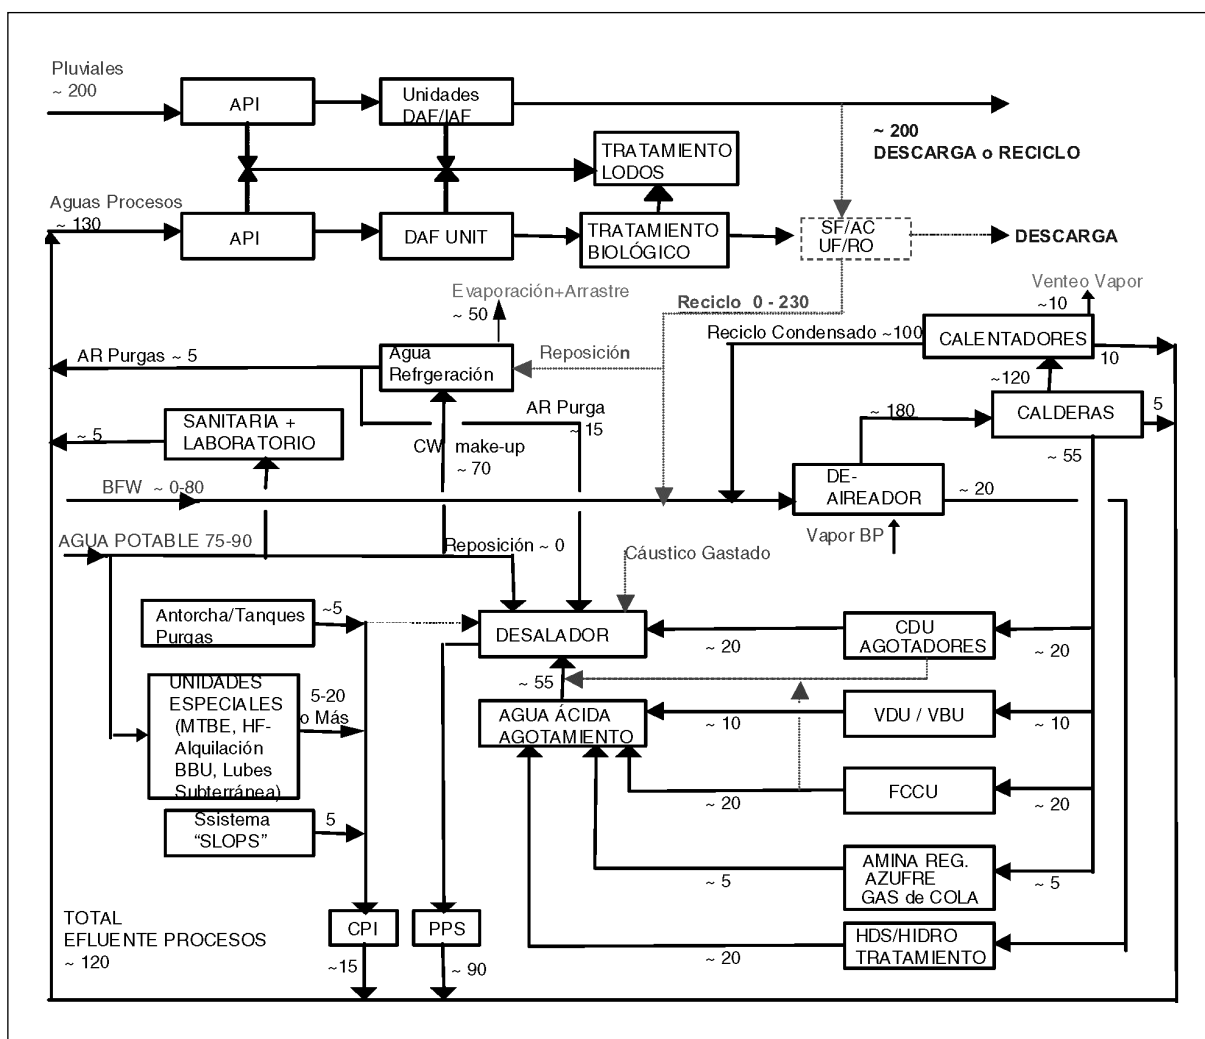 Pluviales
~ 200
API
Unidades
DAF/IAF
~ 200
DESCARGA o RECICLO
TRATAMIENTO
LODOS
Aguas Procesos
~ 130
API
DAF UNIT
TRATAMIENTO
BIOLÓGICO
SF/AC
UF/RO
DESCARGA
Evaporación+Arrastre
~ 50
Reciclo 0 - 230
Venteo Vapor
~10
Reciclo Condensado ~100
CALENTADORES
10
AR Purgas ~ 5
Agua
Refrgeración
Reposición
~120
SANITARIA +
LABORATORIO
~ 5
AR Purga
~ 15
CW make-up
~ 70
~ 180
CALDERAS
5
~ 55
BFW ~ 0-80
DE-
AIREADOR
~ 20
Vapor BP
AGUA POTABLE 75-90
Reposición ~ 0
Cáustico Gastado
Antorcha/Tanques
Purgas
~5
DESALADOR
~ 20
CDU
AGOTADORES
~ 20
UNIDADES
ESPECIALES
(MTBE, HF-
Alquilación
BBU, Lubes
Subterránea)
5-20
o Más
~ 55
AGUA ÁCIDA
AGOTAMIENTO
~ 10
VDU / VBU
~ 10
~ 20
FCCU
~ 20
Ssistema
“SLOPS”
5
~ 5
AMINA REG.
AZUFRE
GAS de COLA
~ 5
TOTAL
EFLUENTE PROCESOS
~ 120
CPI
~15
PPS
~ 90
~ 20
HDS/HIDRO
TRATAMIENTO